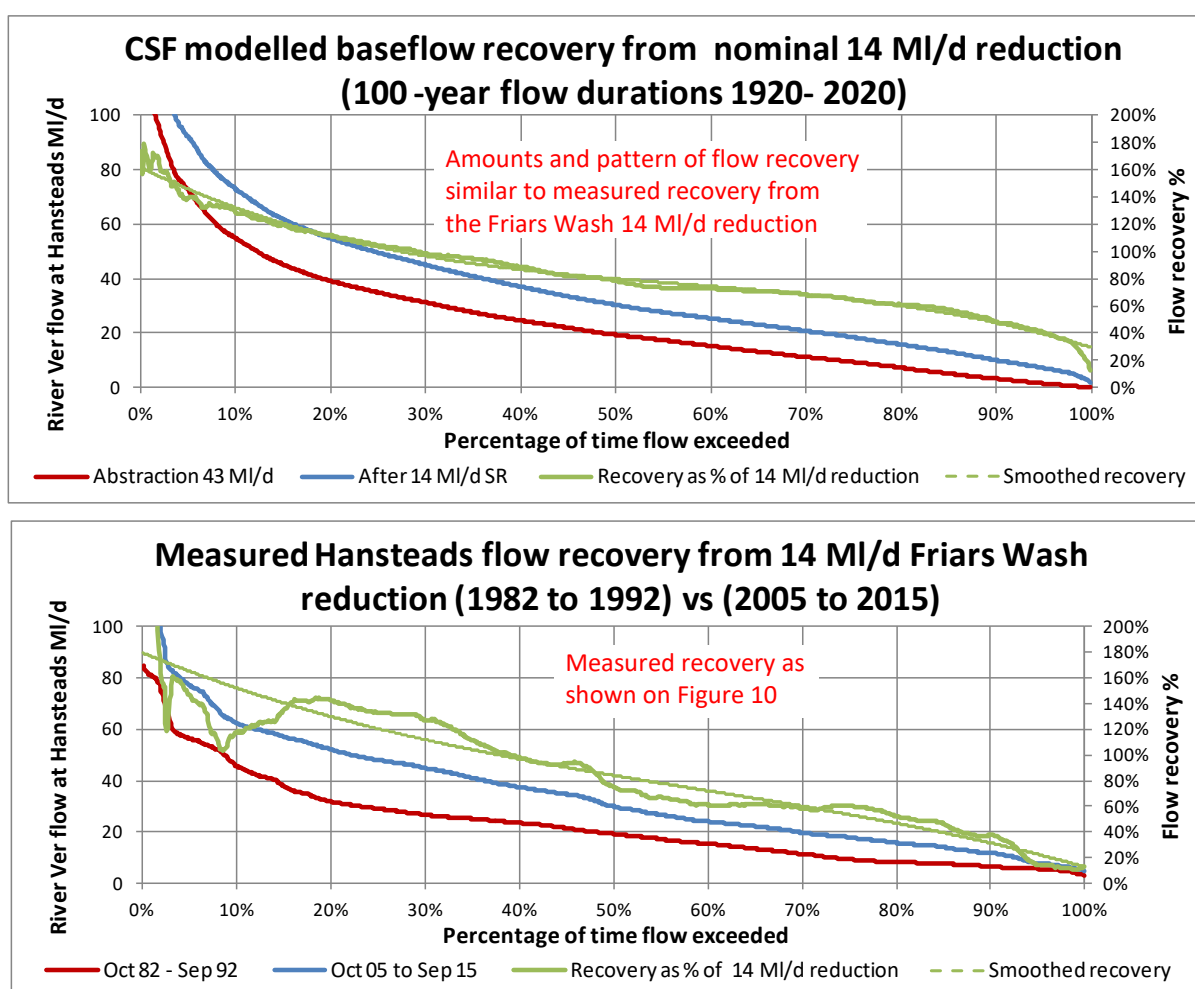 CSF modelled baseflow recovery from nominal 14 Ml/d reduction
(100 -year flow durations 1920- 2020)
River Ver flow at Hansteads Ml/d
100
80
60
40
20
0
Amounts and pattern of flow recovery
similar to measured recovery from
the Friars Wash 14 Ml/d reduction
200%
180%
160%
140%
120%
100%
80%
60%
40%
20%
0%
Flow recovery %
0% 10% 20% 30% 40% 50% 60% 70% 80% 90% 100%
Percentage of time flow exceeded
Abstraction 43 Ml/d After 14 Ml/d SR Recovery as % of 14 Ml/d reduction Smoothed recovery
Measured Hansteads flow recovery from 14 Ml/d Friars Wash
reduction (1982 to 1992) vs (2005 to 2015)
River Ver flow at Hansteads Ml/d
100
80
60
40
20
0
Measured recovery as
shown on Figure 10
200%
180%
160%
140%
120%
100%
80%
60%
40%
20%
0%
Flow recovery %
0% 10% 20% 30% 40% 50% 60% 70% 80% 90% 100%
Percentage of time flow exceeded
Oct 82 - Sep 92 Oct 05 to Sep 15 Recovery as % of 14 Ml/d reduction Smoothed recovery